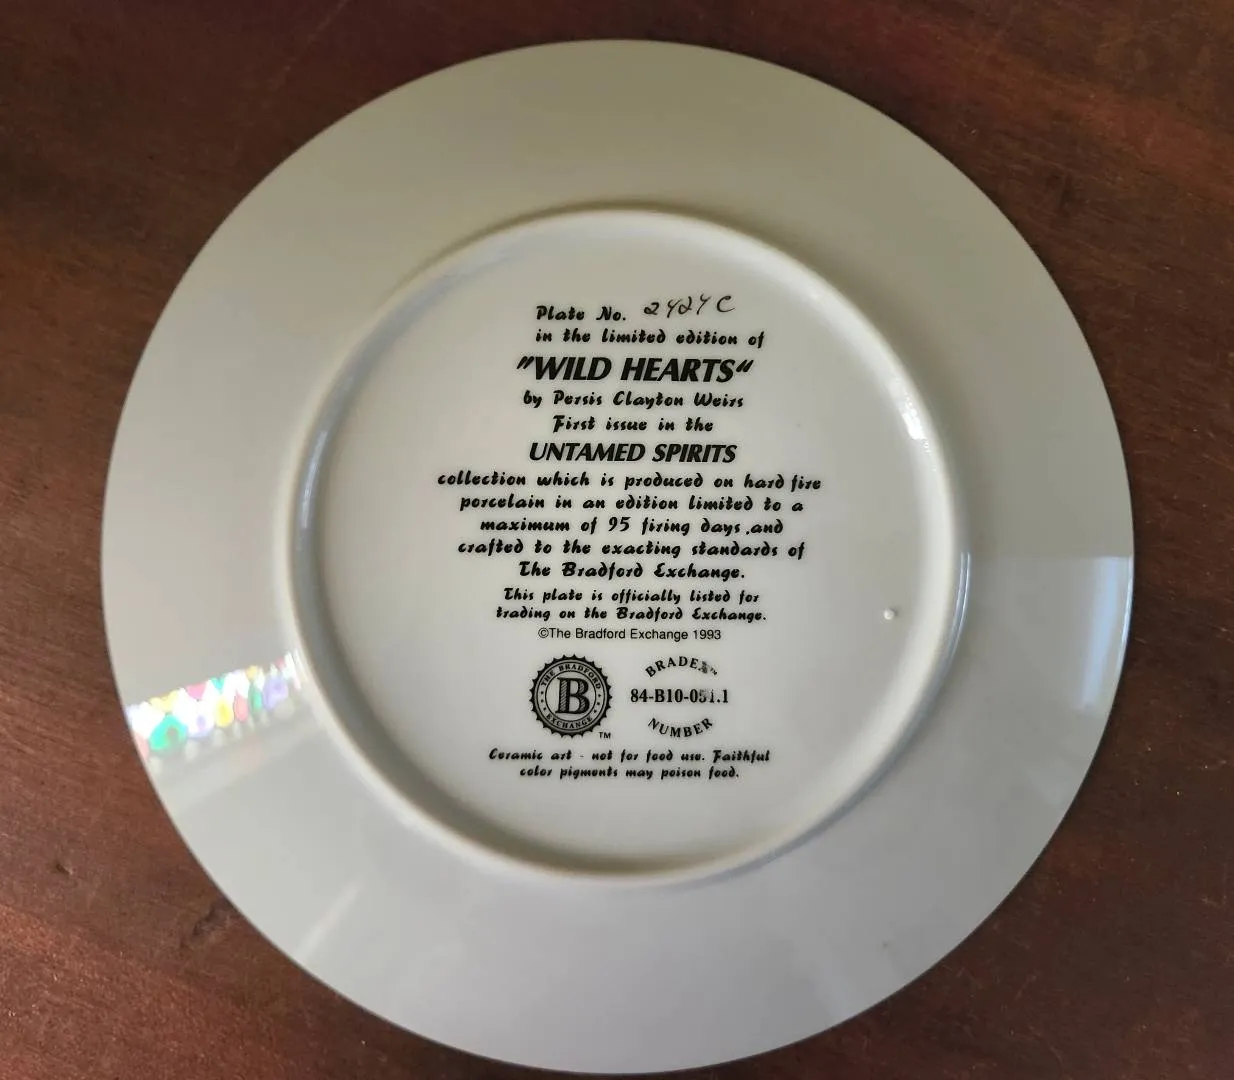 Plate No. 2424 C
in the limited edition of
"WILD HEARTS"
by Persis Clayton Weirs
First issue in the
UNTAMED SPIRITS
collection which is produced on hard fire
porcelain in an edition limited to a
maximum of 95 firing days ,and
crafted to the exacting standards of
The Bradford Exchange.
This plate is officially listed for
trading on the Bradford Exchange.
©The Bradford Exchange 1993
THE BRADFORD
B
EXCHANGE
TM
BRADEX™
84-B10-051.1
NUMBER
Ceramic art - not for food use. Faithful
color pigments may poison food.